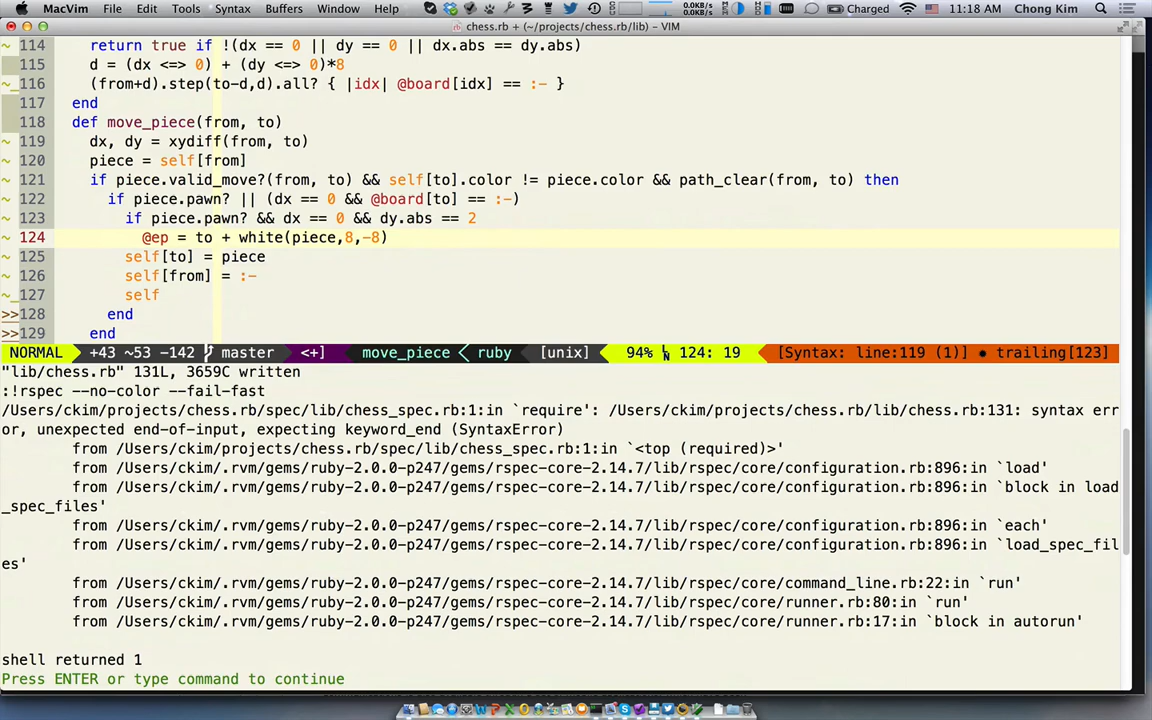 MacVim File Edit Tools Syntax Buffers Window Help 0.0KB/s 0.0KB/s Charged 11:18 AM Chong Kim
chess.rb + (~/projects/chess.rb/lib) – VIM
114 return true if !(dx == 0 || dy == 0 || dx.abs == dy.abs)
~ 115 d = (dx <=> 0) + (dy <=> 0)*8
~_116 (from+d).step(to-d,d).all? { |idx| @board[idx] == :- }
117 end
118 def move_piece(from, to)
~ 119 dx, dy = xydiff(from, to)
~ 120 piece = self[from]
~ 121 if piece.valid_move?(from, to) && self[to].color != piece.color && path_clear(from, to) then
~ 122 if piece.pawn? || (dx == 0 && @board[to] == :-)
~ 123 if piece.pawn? && dx == 0 && dy.abs == 2
~ 124 @ep = to + white(piece,8,-8)
~ 125 self[to] = piece
~ 126 self[from] = :-
~_127 self
>>128 end
>>129 end
NORMAL +43 ~53 -142 master <+] move_piece < ruby [unix] 94% 124: 19 [Syntax: line:119 (1)] ● trailing[123]
"lib/chess.rb" 131L, 3659C written
:!rspec --no-color --fail-fast
/Users/ckim/projects/chess.rb/spec/lib/chess_spec.rb:1:in `require': /Users/ckim/projects/chess.rb/lib/chess.rb:131: syntax err
or, unexpected end-of-input, expecting keyword_end (SyntaxError)
from /Users/ckim/projects/chess.rb/spec/lib/chess_spec.rb:1:in `<top (required)>'
from /Users/ckim/.rvm/gems/ruby-2.0.0-p247/gems/rspec-core-2.14.7/lib/rspec/core/configuration.rb:896:in `load'
from /Users/ckim/.rvm/gems/ruby-2.0.0-p247/gems/rspec-core-2.14.7/lib/rspec/core/configuration.rb:896:in `block in load
_spec_files'
from /Users/ckim/.rvm/gems/ruby-2.0.0-p247/gems/rspec-core-2.14.7/lib/rspec/core/configuration.rb:896:in `each'
from /Users/ckim/.rvm/gems/ruby-2.0.0-p247/gems/rspec-core-2.14.7/lib/rspec/core/configuration.rb:896:in `load_spec_fil
es'
from /Users/ckim/.rvm/gems/ruby-2.0.0-p247/gems/rspec-core-2.14.7/lib/rspec/core/command_line.rb:22:in `run'
from /Users/ckim/.rvm/gems/ruby-2.0.0-p247/gems/rspec-core-2.14.7/lib/rspec/core/runner.rb:80:in `run'
from /Users/ckim/.rvm/gems/ruby-2.0.0-p247/gems/rspec-core-2.14.7/lib/rspec/core/runner.rb:17:in `block in autorun'
shell returned 1
Press ENTER or type command to continue